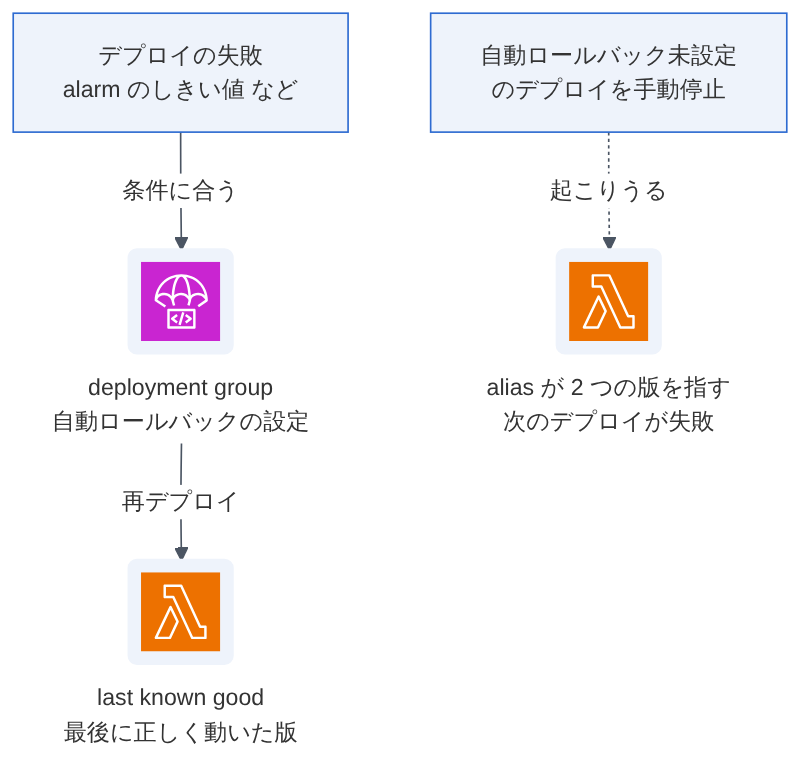 デプロイの失敗
alarm のしきい値 など
条件に合う
</>
deployment group
自動ロールバックの設定
再デプロイ
last known good
最後に正しく動いた版
自動ロールバック未設定
のデプロイを手動停止
起こりうる
alias が 2 つの版を指す
次のデプロイが失敗